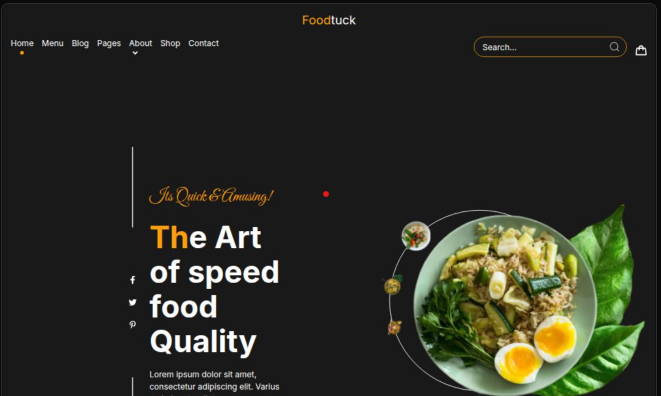 Foodtuck
Home Menu Blog Pages About Shop Contact
Search...
Its Quick & Amusing!
The Art
of speed
food
Quality
Lorem ipsum dolor sit amet,
consectetur adipiscing elit. Varius